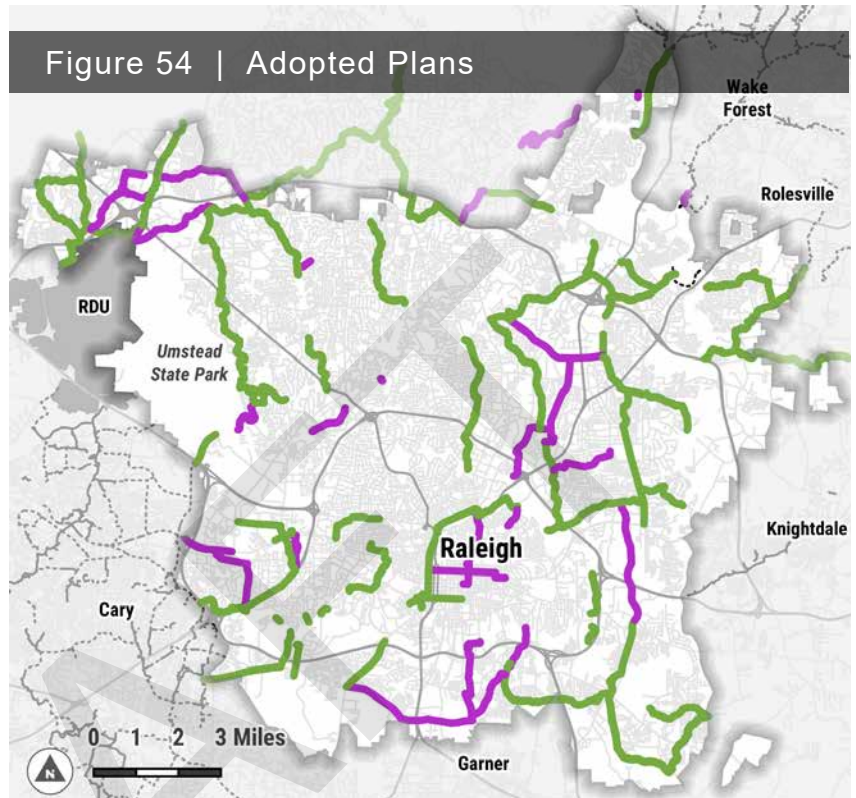 Figure 54 | Adopted Plans
Wake
Forest
Rolesville
RDU
Umstead
State Park
Raleigh
Knightdale
Cary
0 1 2 3 Miles
Garner
N